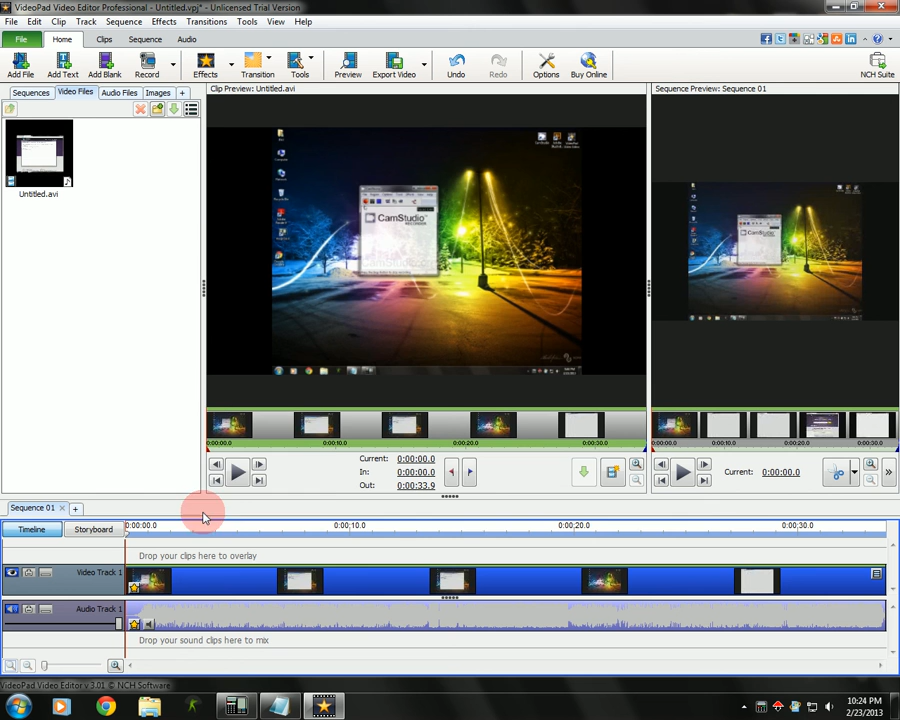 VideoPad Video Editor Professional - Untitled.vpj* - Unlicensed Trial Version
File Edit Clip Track Sequence Effects Transitions Tools View Help
File Home Clips Sequence Audio
Add File Add Text Add Blank Record Effects Transition Tools Preview Export Video Undo Redo Options Buy Online NCH Suite
Sequences Video Files Audio Files Images +
Clip Preview: Untitled.avi
Sequence Preview: Sequence 01
Untitled.avi
CamStudio
RECORDER
0:00:00.0 0:00:10.0 0:00:20.0 0:00:30.0
0:00:00.0 0:00:10.0 0:00:20.0 0:00:30.0
Current: 0:00:00.0
In: 0:00:00.0
Out: 0:00:33.9
Current: 0:00:00.0
Sequence 01
Timeline Storyboard
0:00:00.0 0:00:10.0 0:00:20.0 0:00:30.0
Drop your clips here to overlay
Video Track 1
Audio Track 1
Drop your sound clips here to mix
VideoPad Video Editor v 3.01 © NCH Software
10:24 PM
2/23/2013